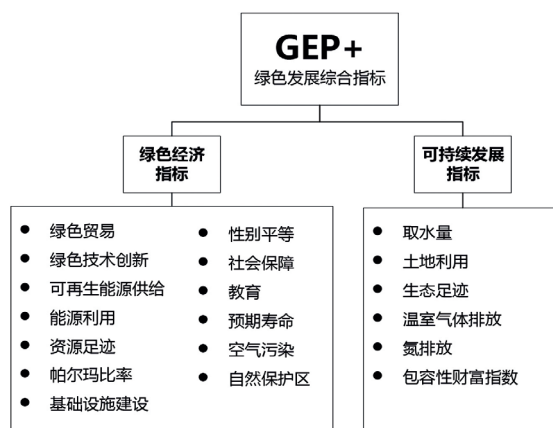 GEP+
绿色发展综合指标
绿色经济
指标
可持续发展
指标
● 绿色贸易
● 绿色技术创新
● 可再生能源供给
● 能源利用
● 资源足迹
● 帕尔玛比率
● 基础设施建设
● 性别平等
● 社会保障
● 教育
● 预期寿命
● 空气污染
● 自然保护区
● 取水量
● 土地利用
● 生态足迹
● 温室气体排放
● 氮排放
● 包容性财富指数